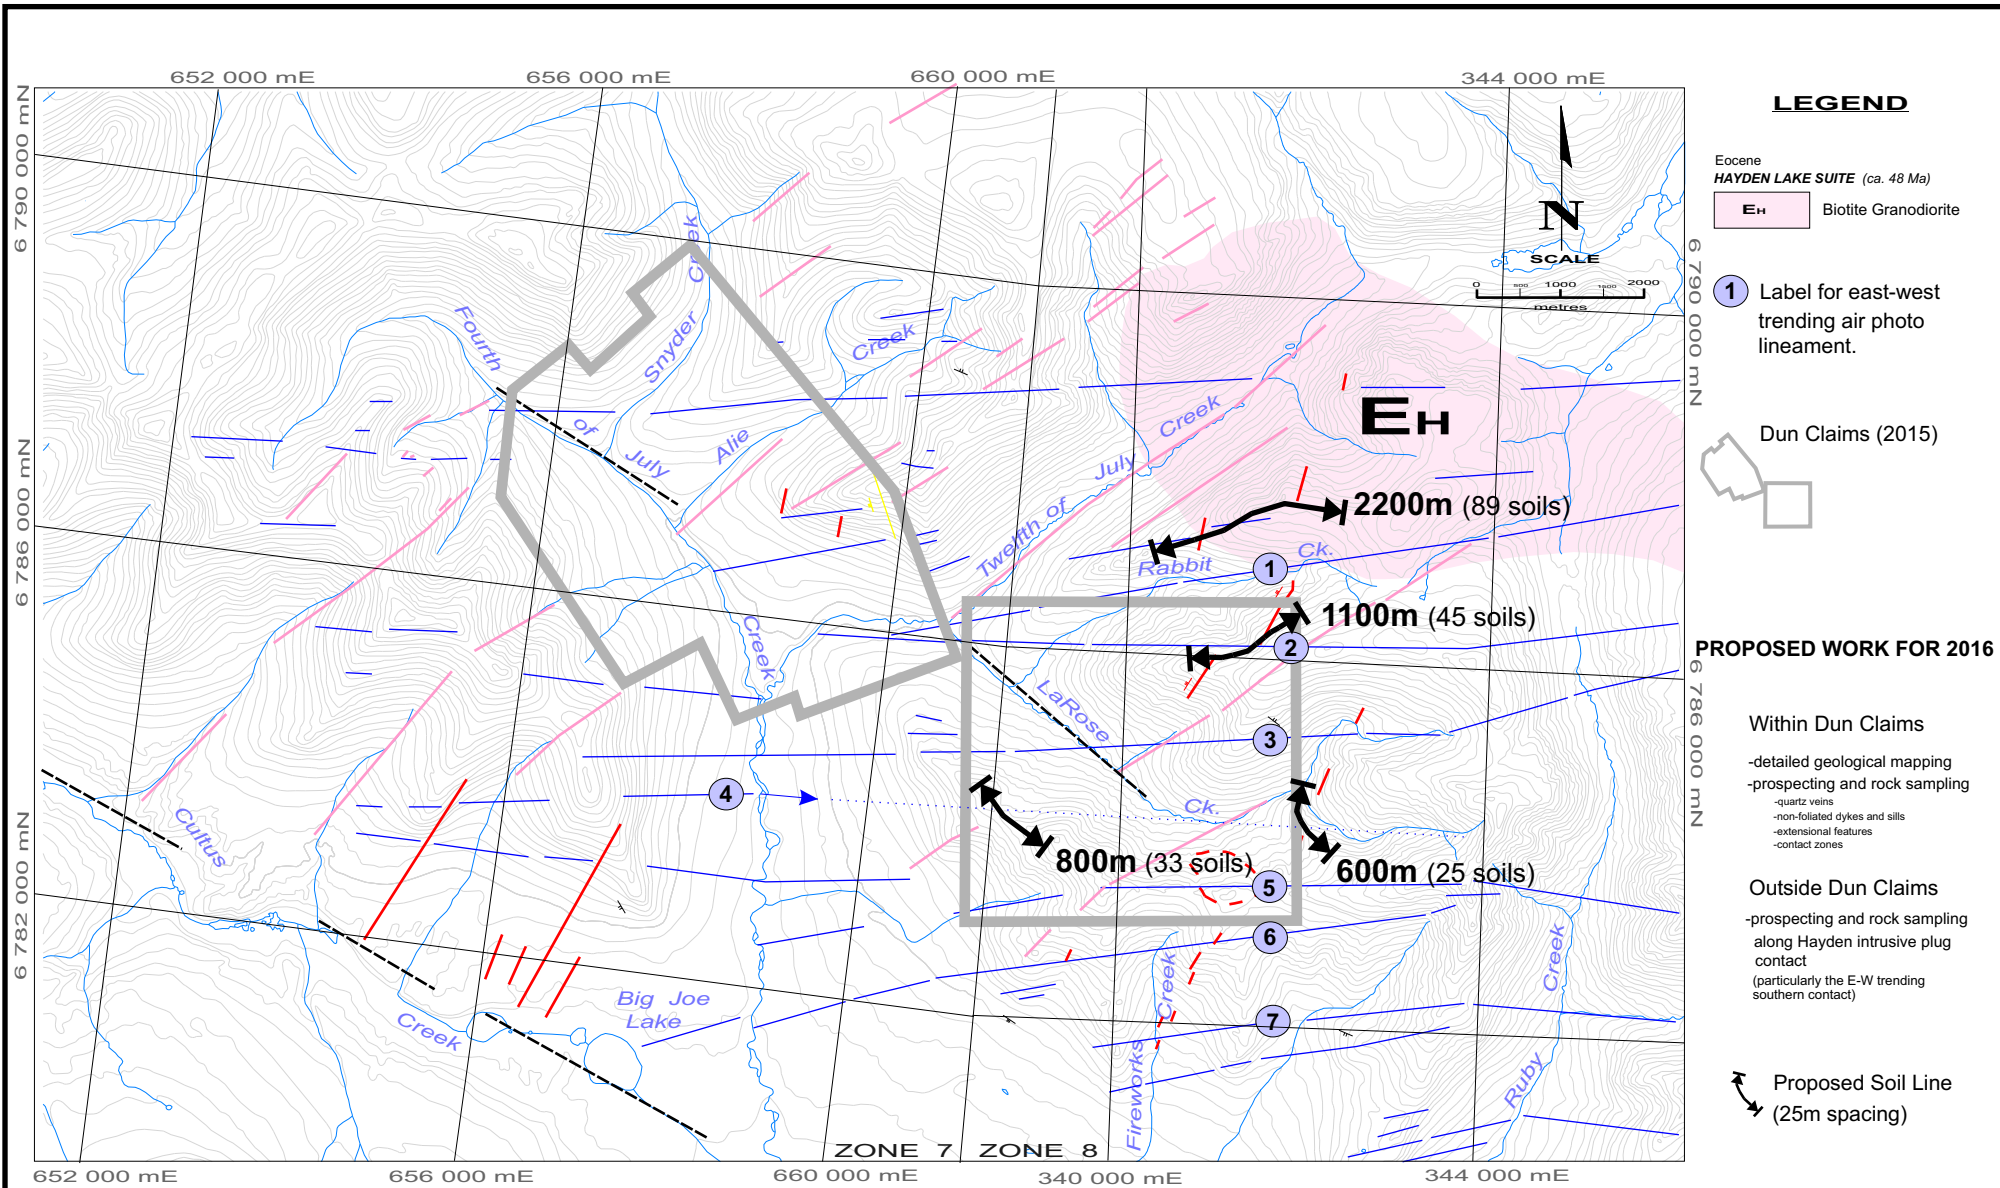 652 000 mE
656 000 mE
660 000 mE
344 000 mE
6 790 000 mN
6 786 000 mN
6 782 000 mN
6 790 000 mN
6 786 000 mN
N
SCALE
0 500 1000 1500 2000
metres
Fourth
of
July
Creek
Snyder
Creek
Alie
Creek
Twelfth of
July
Creek
Rabbit
Ck.
LaRose
Ck.
Cultus
Creek
Big Joe
Lake
Fireworks
Creek
Ruby
Creek
EH
2200m (89 soils)
1100m (45 soils)
800m (33 soils)
600m (25 soils)
1
2
3
4
5
6
7
ZONE 7
ZONE 8
652 000 mE
656 000 mE
660 000 mE
340 000 mE
344 000 mE
LEGEND
Eocene
HAYDEN LAKE SUITE (ca. 48 Ma)
EH
Biotite Granodiorite
1
Label for east-west
trending air photo
lineament.
Dun Claims (2015)
PROPOSED WORK FOR 2016
Within Dun Claims
-detailed geological mapping
-prospecting and rock sampling
-quartz veins
-non-foliated dykes and sills
-extensional features
-contact zones
Outside Dun Claims
-prospecting and rock sampling
along Hayden intrusive plug
contact
(particularly the E-W trending
southern contact)
Proposed Soil Line
(25m spacing)